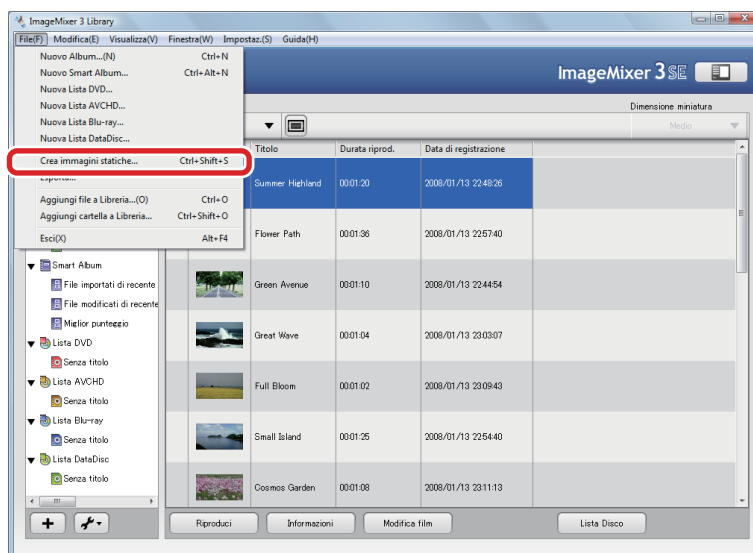 ImageMixer 3 Library
File(F) Modifica(E) Visualizza(V) Finestra(W) Impostaz.(S) Guida(H)
Nuovo Album...(N) Ctrl+N
Nuovo Smart Album... Ctrl+Alt+N
Nuova Lista DVD...
Nuova Lista AVCHD...
Nuova Lista Blu-ray...
Nuova Lista DataDisc...
Crea immagini statiche... Ctrl+Shift+S
Esporta...
Aggiungi file a Libreria...(O) Ctrl+O
Aggiungi cartella a Libreria... Ctrl+Shift+O
Esci(X) Alt+F4
ImageMixer 3 SE
Dimensione miniatura
Medio
Titolo Durata riprod. Data di registrazione
Summer Highland 00:01:20 2008/01/13 22:48:26
Flower Path 00:01:36 2008/01/13 22:57:40
Green Avenue 00:01:10 2008/01/13 22:44:54
Great Wave 00:01:04 2008/01/13 23:03:07
Full Bloom 00:01:02 2008/01/13 23:09:43
Small Island 00:01:25 2008/01/13 22:54:40
Cosmos Garden 00:01:08 2008/01/13 23:11:13
Smart Album
File importati di recente
File modificati di recente
Miglior punteggio
Lista DVD
Senza titolo
Lista AVCHD
Senza titolo
Lista Blu-ray
Senza titolo
Lista DataDisc
Senza titolo
Riproduci Informazioni Modifica film Lista Disco